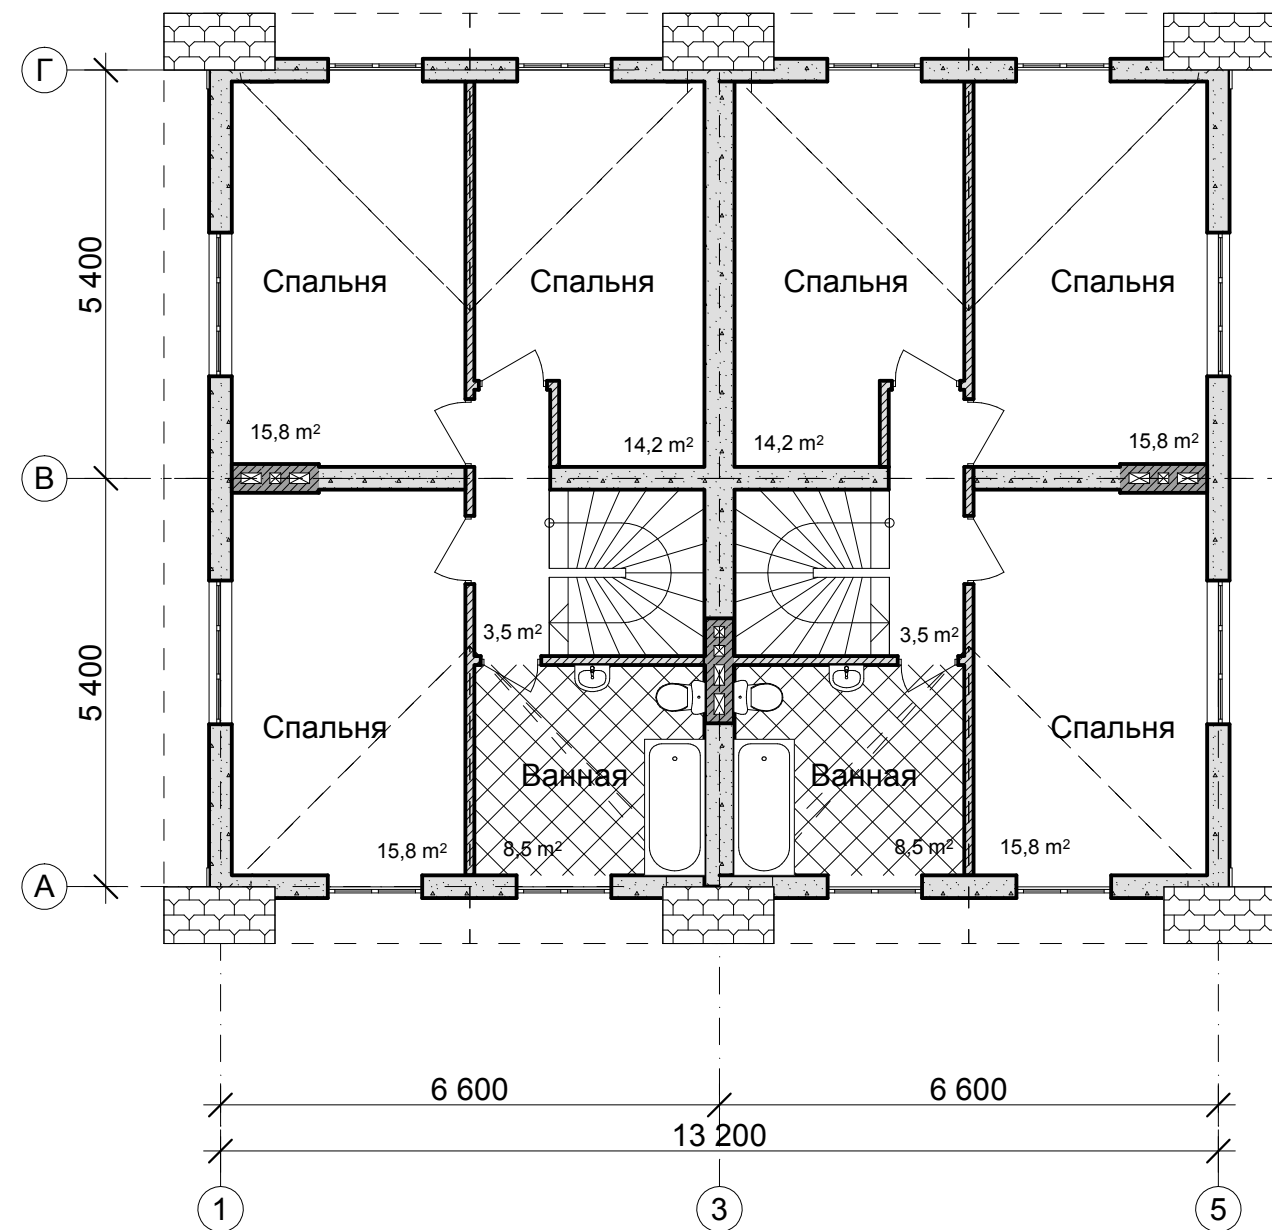 Г
5 400
Спальня
Спальня
Спальня
Спальня
15,8 m²
14,2 m²
14,2 m²
15,8 m²
В
5 400
3,5 m²
3,5 m²
Спальня
Ванная
Ванная
Спальня
15,8 m²
8,5 m²
8,5 m²
15,8 m²
А
6 600
6 600
13 200
1
3
5